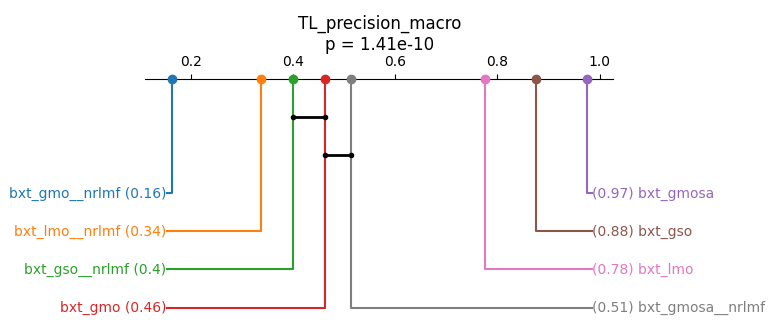 TL_precision_macro
p = 1.41e-10
0.2 0.4 0.6 0.8 1.0
bxt_gmo__nrlmf (0.16) (0.97) bxt_gmosa
bxt_lmo__nrlmf (0.34) (0.88) bxt_gso
bxt_gso__nrlmf (0.4) (0.78) bxt_lmo
bxt_gmo (0.46) (0.51) bxt_gmosa__nrlmf